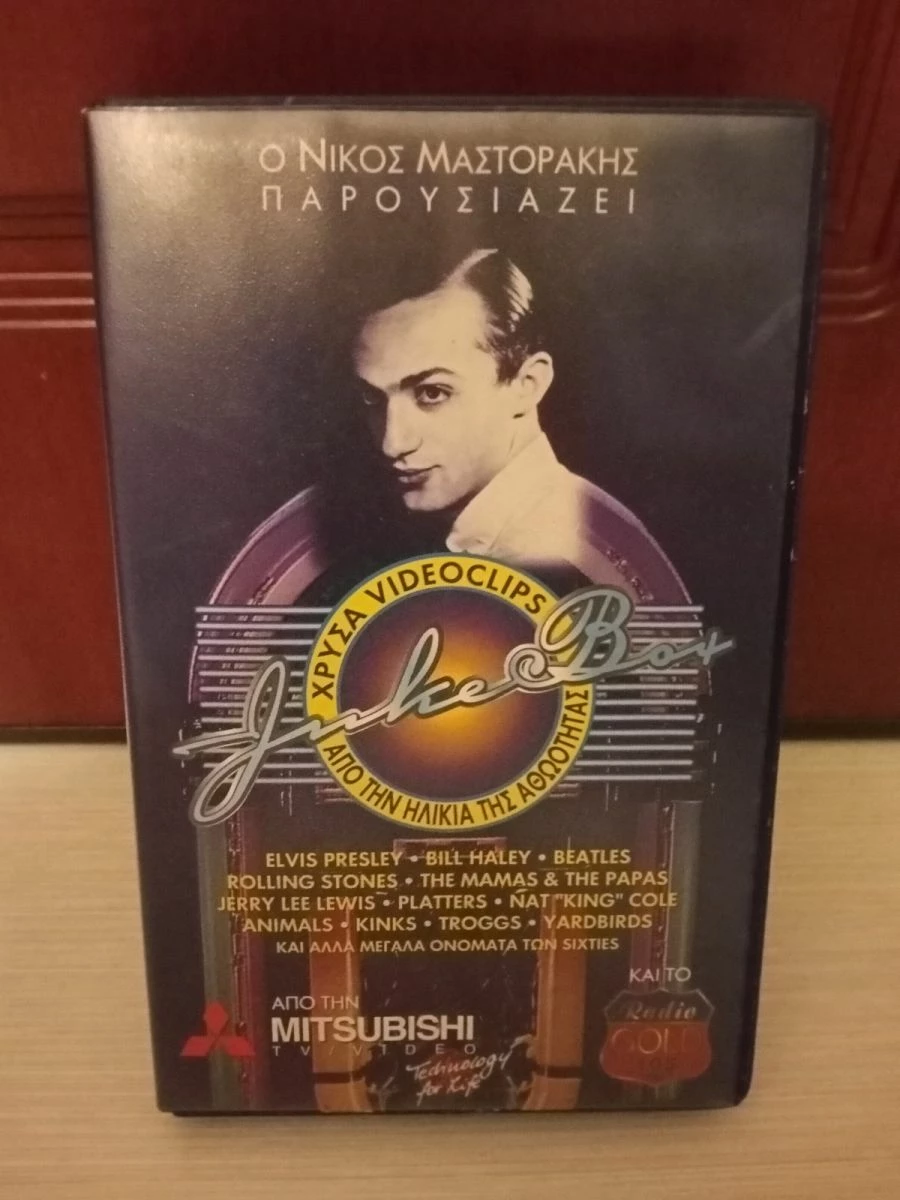 Ο ΝΙΚΟΣ ΜΑΣΤΟΡΑΚΗΣ
ΠΑΡΟΥΣΙΑΖΕΙ
ΧΡΥΣΑ VIDEOCLIPS
Juke Box
ΑΠΟ ΤΗΝ ΗΛΙΚΙΑ ΤΗΣ ΑΘΩΟΤΗΤΑΣ
ELVIS PRESLEY • BILL HALEY • BEATLES
ROLLING STONES • THE MAMAS & THE PAPAS
JERRY LEE LEWIS • PLATTERS • NAT "KING" COLE
ANIMALS • KINKS • TROGGS • YARDBIRDS
ΚΑΙ ΑΛΛΑ ΜΕΓΑΛΑ ΟΝΟΜΑΤΑ ΤΩΝ SIXTIES
ΑΠΟ ΤΗΝ
MITSUBISHI
TV/VIDEO
Technology
for Life
ΚΑΙ ΤΟ
Radio
GOLD
105